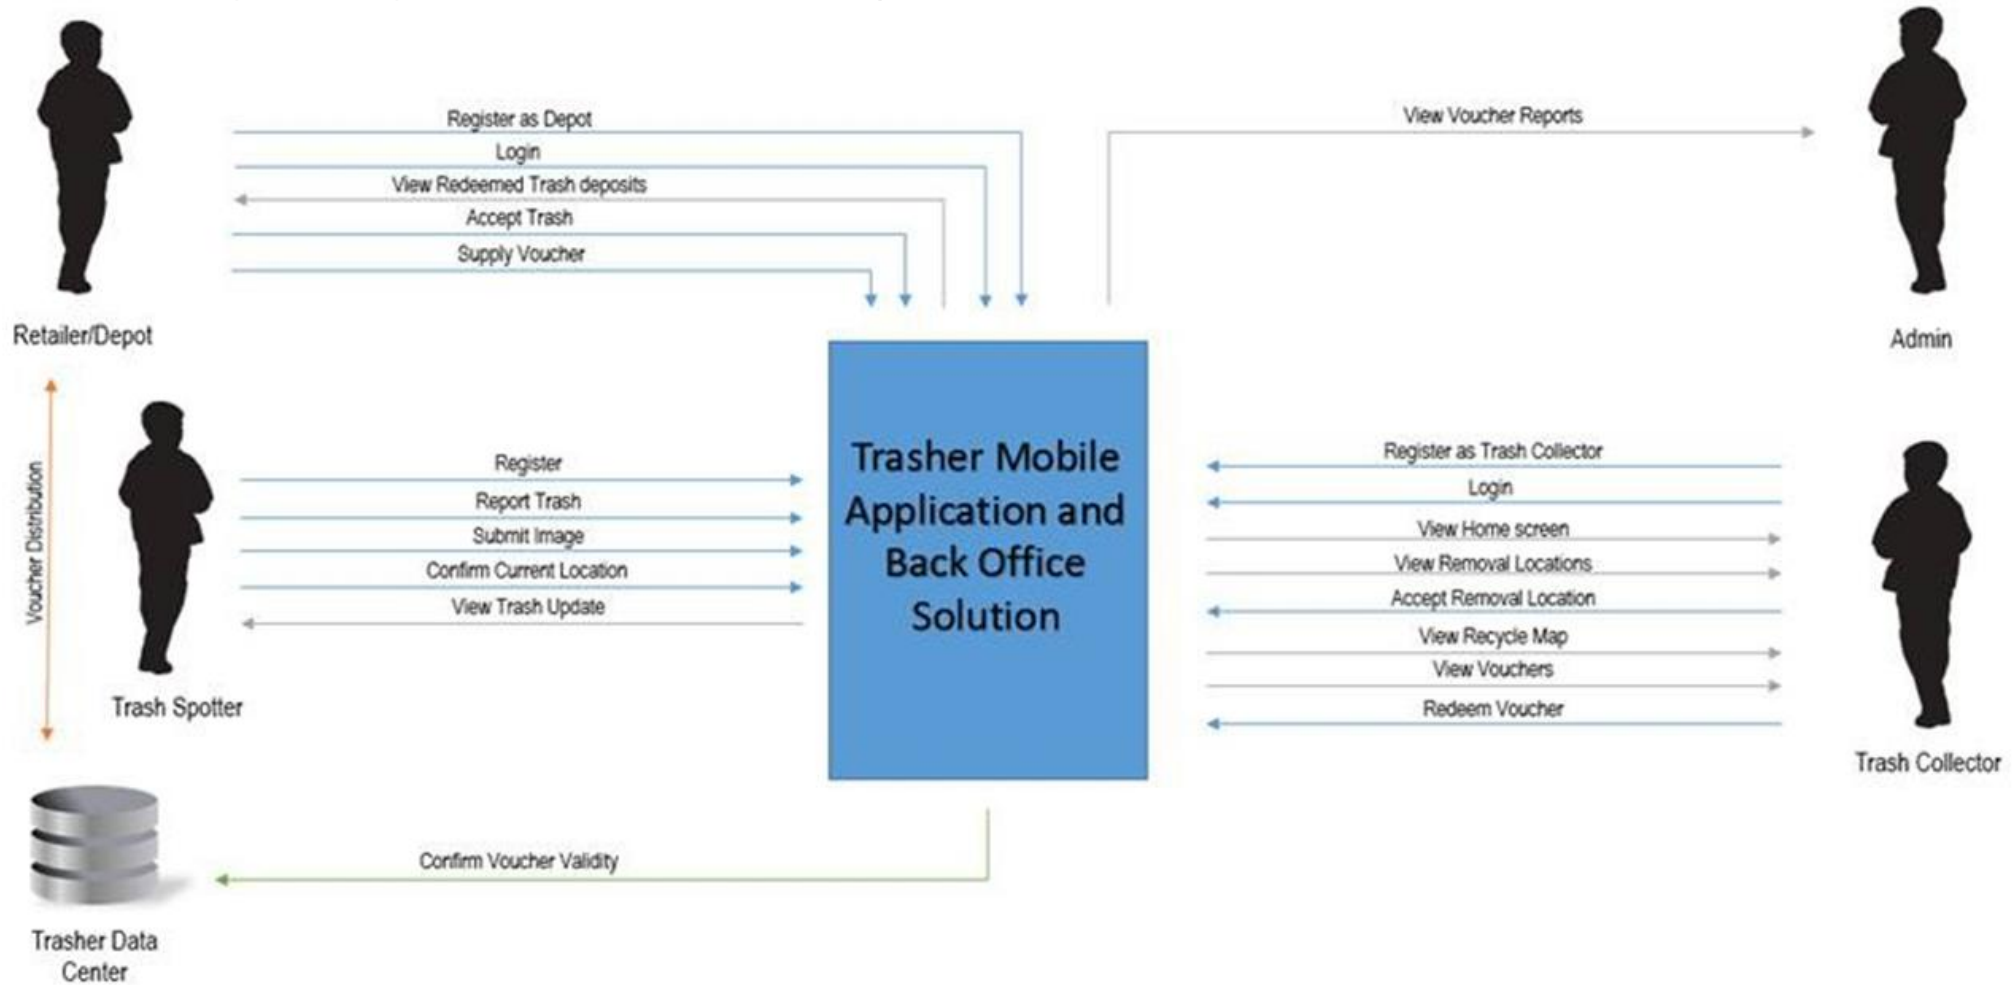 Register as Depot
Login
View Redeemed Trash deposits
Accept Trash
Supply Voucher
View Voucher Reports
Retailer/Depot
Admin
Voucher Distribution
Register
Report Trash
Submit Image
Confirm Current Location
View Trash Update
Trash Spotter
Trasher Mobile
Application and
Back Office
Solution
Register as Trash Collector
Login
View Home screen
View Removal Locations
Accept Removal Location
View Recycle Map
View Vouchers
Redeem Voucher
Trash Collector
Confirm Voucher Validity
Trasher Data
Center